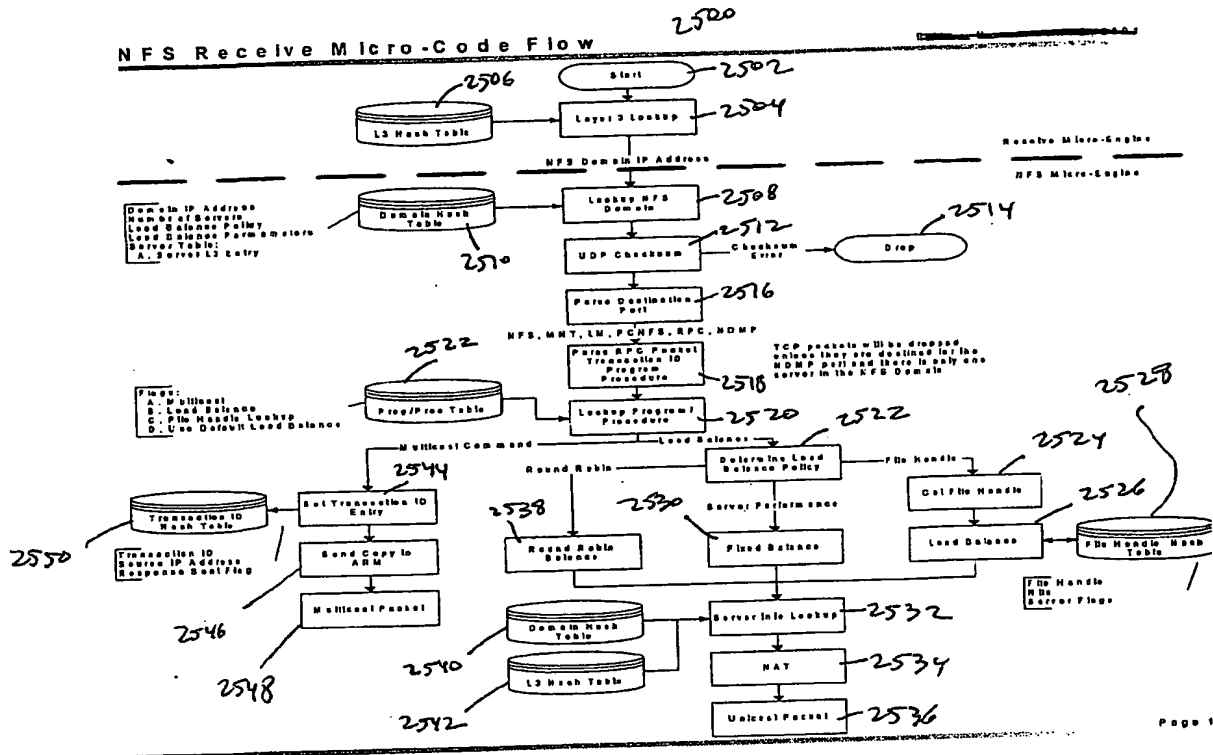 2500
NFS Receive Micro-Code Flow
Start
2502
2506
L3 Hash Table
Layer 3 Lookup
2504
Receive Micro-Engine
NFS Domain IP Address
NFS Micro-Engine
Domain IP Address
Number of Servers
Load Balance Policy
Load Balance Parameters
Server Table:
A. Server L3 Entry
Domain Hash
Table
2510
Lookup NFS
Domain
2508
2512
UDP Checksum
Checksum
Error
2514
Drop
Parse Destination
Port
2516
NFS, MNT, LM, PCNFS, RPC, NDMP
Parse RPC Packet
Transaction ID
Program
Procedure
2518
TCP packets will be dropped
unless they are destined for the
NDMP port and there is only one
server in the NFS Domain
2522
Flags:
A. Multicast
B. Load Balance
C. File Handle Lookup
D. Use Default Load Balance
Prog/Proc Table
Lookup Program/
Procedure
2520
2528
Multicast Command
Load Balance
2522
2524
Round Robin
Determine Load
Balance Policy
File Handle
Get File Handle
2544
Set Transaction ID
Entry
Transaction ID
Hash Table
2550
2538
2530
Server Performance
2526
Transaction ID
Source IP Address
Response Sent Flag
Send Copy to
ARM
Round Robin
Balance
Fixed Balance
Load Balance
File Handle Hash
Table
Multicast Packet
2546
2548
File Handle
Server Flags
Domain Hash
Table
2540
Server Info Lookup
2532
L3 Hash Table
2542
NAT
2534
Unicast Packet
2536
Page 1